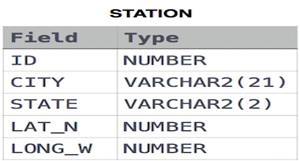 STATION
Field Type
ID NUMBER
CITY VARCHAR2(21)
STATE VARCHAR2(2)
LAT_N NUMBER
LONG_W NUMBER